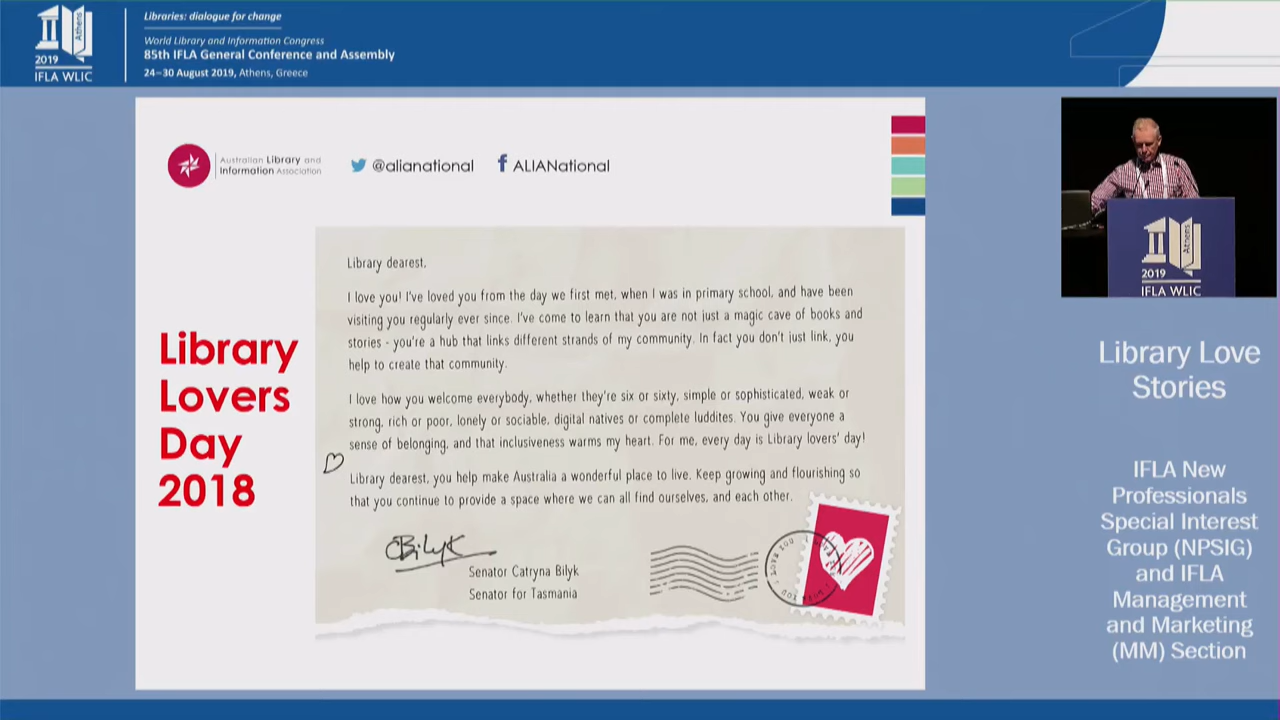 Libraries: dialogue for change
World Library and Information Congress
85th IFLA General Conference and Assembly
24–30 August 2019, Athens, Greece
Athens
2019
IFLA WLIC
Australian Library and
Information Association
@alianational
ALIANational
Library
Lovers
Day
2018
Library dearest,
I love you! I've loved you from the day we first met, when I was in primary school, and have been
visiting you regularly ever since. I've come to learn that you are not just a magic cave of books and
stories - you're a hub that links different strands of my community. In fact you don't just link, you
help to create that community.
I love how you welcome everybody, whether they're six or sixty, simple or sophisticated, weak or
strong, rich or poor, lonely or sociable, digital natives or complete luddites. You give everyone a
sense of belonging, and that inclusiveness warms my heart. For me, every day is Library lovers' day!
Library dearest, you help make Australia a wonderful place to live. Keep growing and flourishing so
that you continue to provide a space where we can all find ourselves, and each other.
CBilyk
Senator Catryna Bilyk
Senator for Tasmania
I LOVE YOU
Athens
2019
IFLA WLIC
Library Love
Stories
IFLA New
Professionals
Special Interest
Group (NPSIG)
and IFLA
Management
and Marketing
(MM) Section